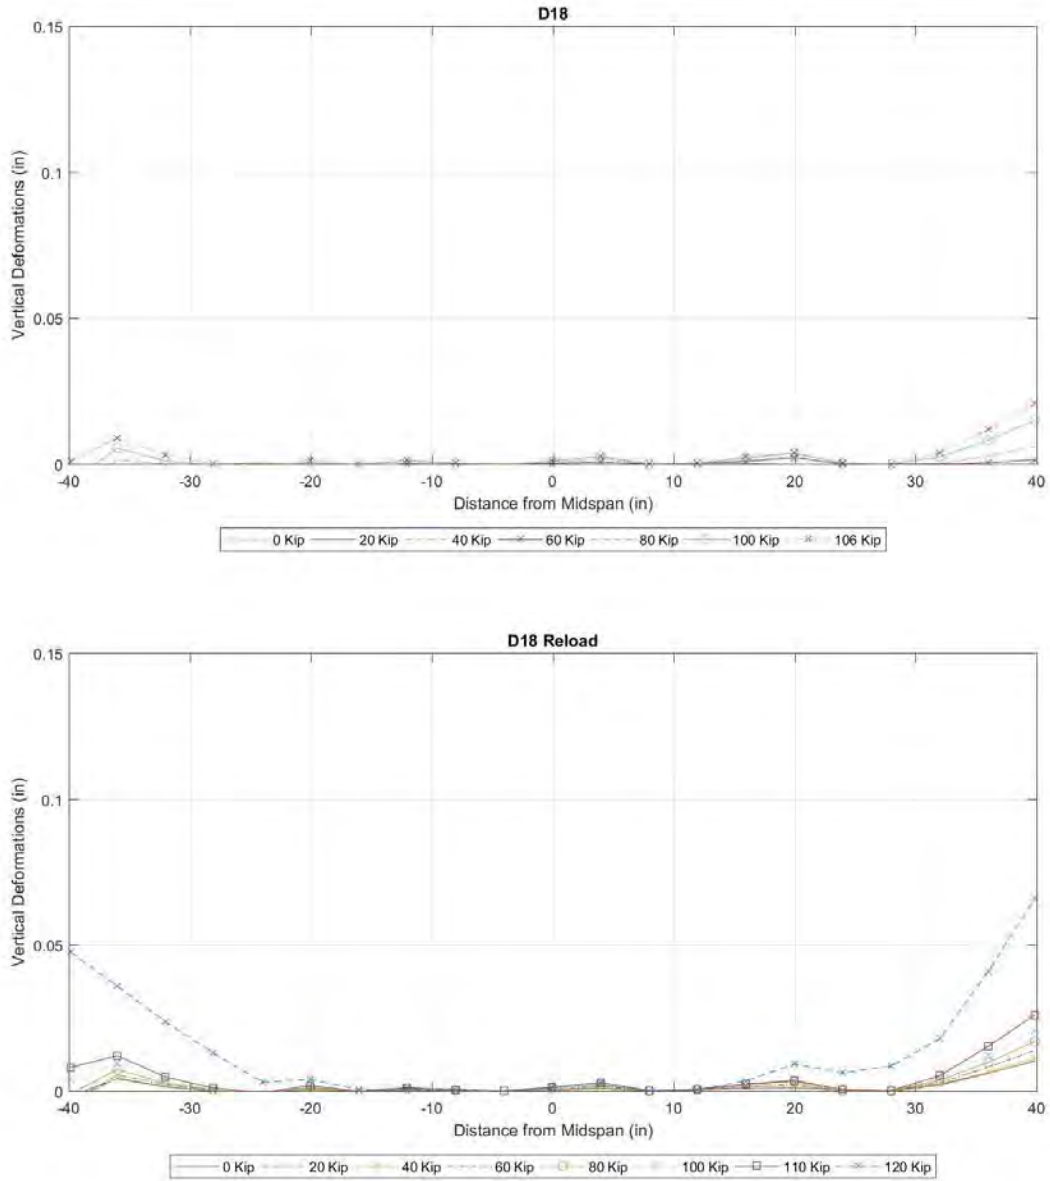 D18
0.15
0.1
0.05
0
Vertical Deformations (in)
-40 -30 -20 -10 0 10 20 30 40
Distance from Midspan (in)
0 Kip 20 Kip 40 Kip 60 Kip 80 Kip 100 Kip 106 Kip
D18 Reload
0.15
0.1
0.05
0
Vertical Deformations (in)
-40 -30 -20 -10 0 10 20 30 40
Distance from Midspan (in)
0 Kip 20 Kip 40 Kip 60 Kip 80 Kip 100 Kip 110 Kip 120 Kip